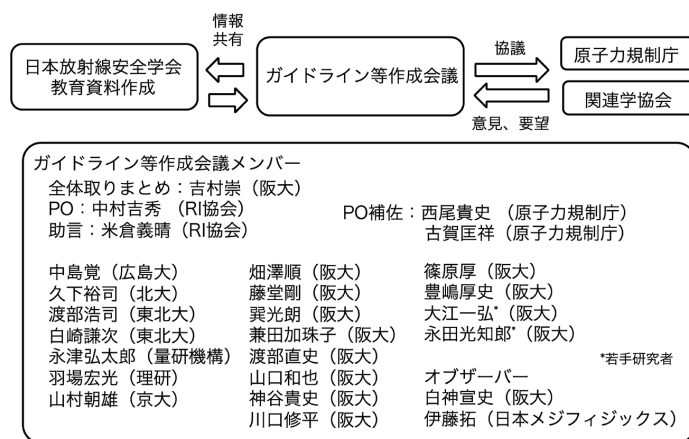 情報
共有
日本放射線安全学会
教育資料作成
ガイドライン等作成会議
協議
原子力規制庁
関連学協会
意見、要望
ガイドライン等作成会議メンバー
全体取りまとめ：吉村崇（阪大）
PO：中村吉秀 （RI協会）
助言：米倉義晴（RI協会）
PO補佐：西尾貴史 （原子力規制庁）
古賀匡祥 （原子力規制庁）
中島覚（広島大）
久下裕司（北大）
渡部浩司（東北大）
白崎謙次（東北大）
永津弘太郎（量研機構）
羽場宏光（理研）
山村朝雄（京大）
畑澤順（阪大）
藤堂剛（阪大）
巽光朗（阪大）
兼田加珠子（阪大）
渡部直史（阪大）
山口和也（阪大）
神谷貴史（阪大）
川口修平（阪大）
篠原厚（阪大）
豊嶋厚史（阪大）
大江一弘*（阪大）
永田光知郎*（阪大）
*若手研究者
オブザーバー
白神宣史（阪大）
伊藤拓（日本メジフィジックス）